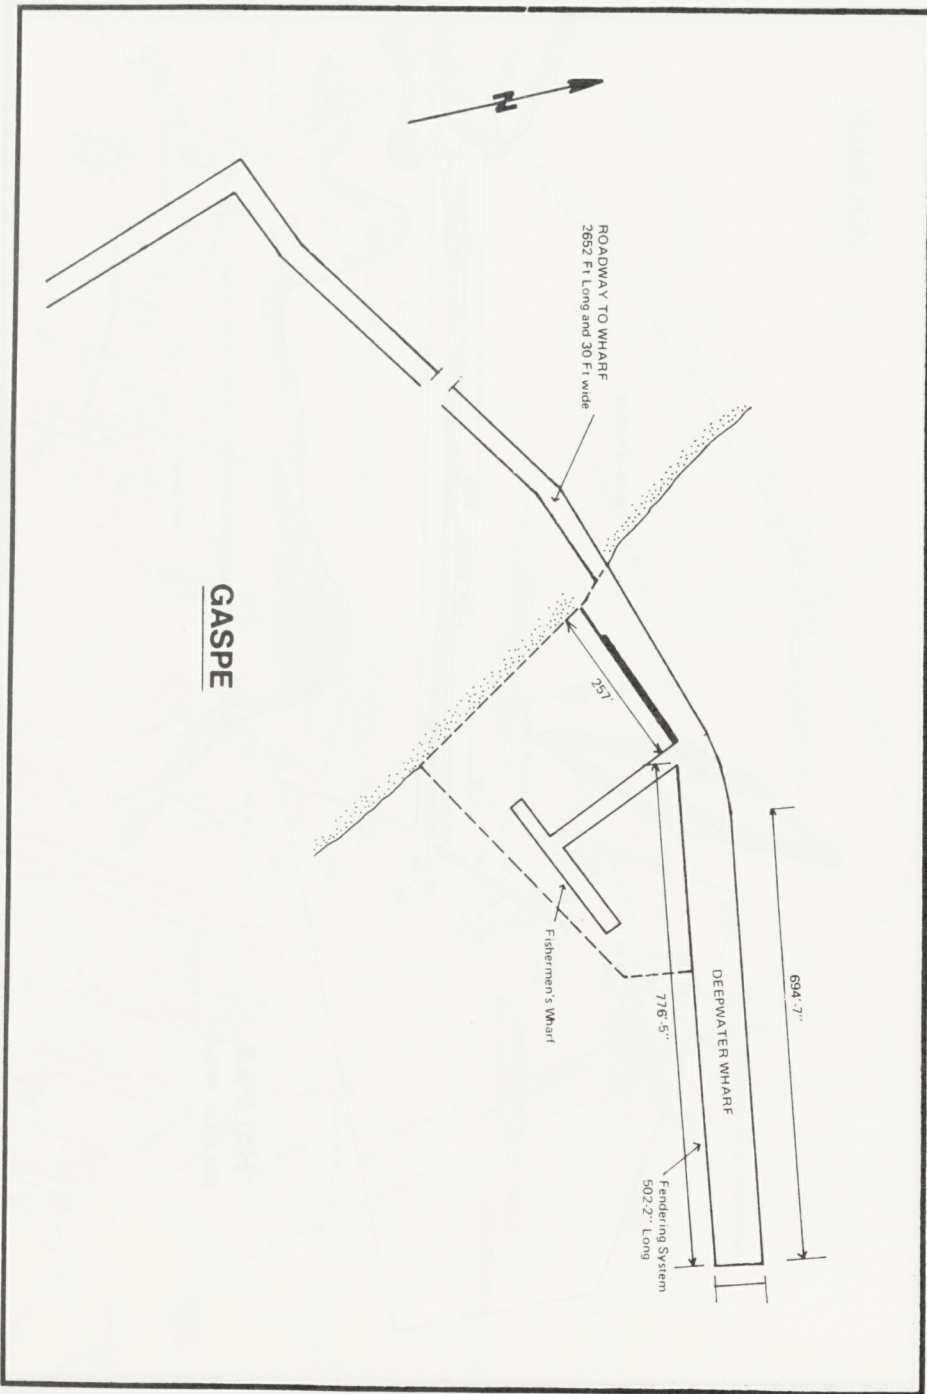 N
ROADWAY TO WHARF
2652 Ft Long and 30 Ft wide
694'-7"
DEEPWATER WHARF
257'
776'-5"
Fendering System
502-2" Long
Fishermen's Wharf
GASPE